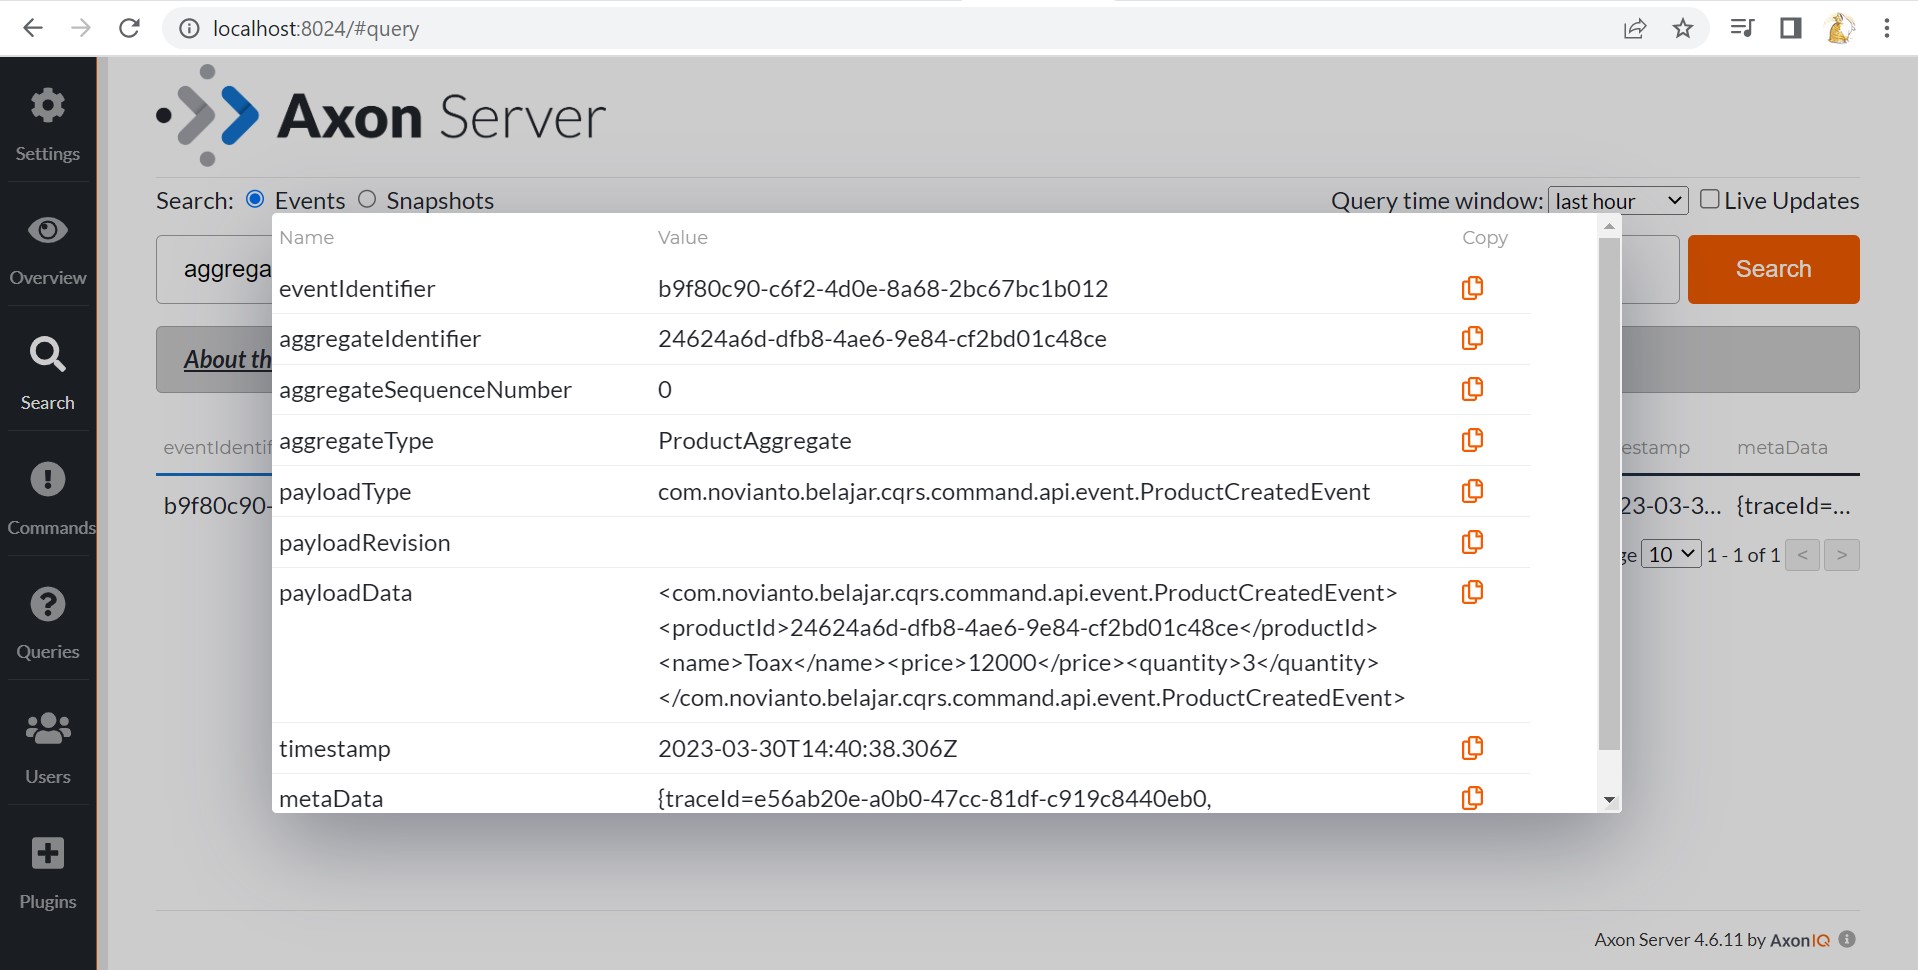 localhost:8024/#query
Settings
Overview
Search
Commands
Queries
Users
Plugins
Axon Server
Search: Events Snapshots
Query time window: last hour Live Updates
aggrega
Search
About th
eventIdentif
estamp metaData
b9f80c90-
23-03-3... {traceId=...
ge 10 1 - 1 of 1 < >
Name Value Copy
eventIdentifier b9f80c90-c6f2-4d0e-8a68-2bc67bc1b012
aggregateIdentifier 24624a6d-dfb8-4ae6-9e84-cf2bd01c48ce
aggregateSequenceNumber 0
aggregateType ProductAggregate
payloadType com.novianto.belajar.cqrs.command.api.event.ProductCreatedEvent
payloadRevision
payloadData <com.novianto.belajar.cqrs.command.api.event.ProductCreatedEvent>
<productId>24624a6d-dfb8-4ae6-9e84-cf2bd01c48ce</productId>
<name>Toax</name><price>12000</price><quantity>3</quantity>
</com.novianto.belajar.cqrs.command.api.event.ProductCreatedEvent>
timestamp 2023-03-30T14:40:38.306Z
metaData {traceId=e56ab20e-a0b0-47cc-81df-c919c8440eb0,
Axon Server 4.6.11 by AxonIQ